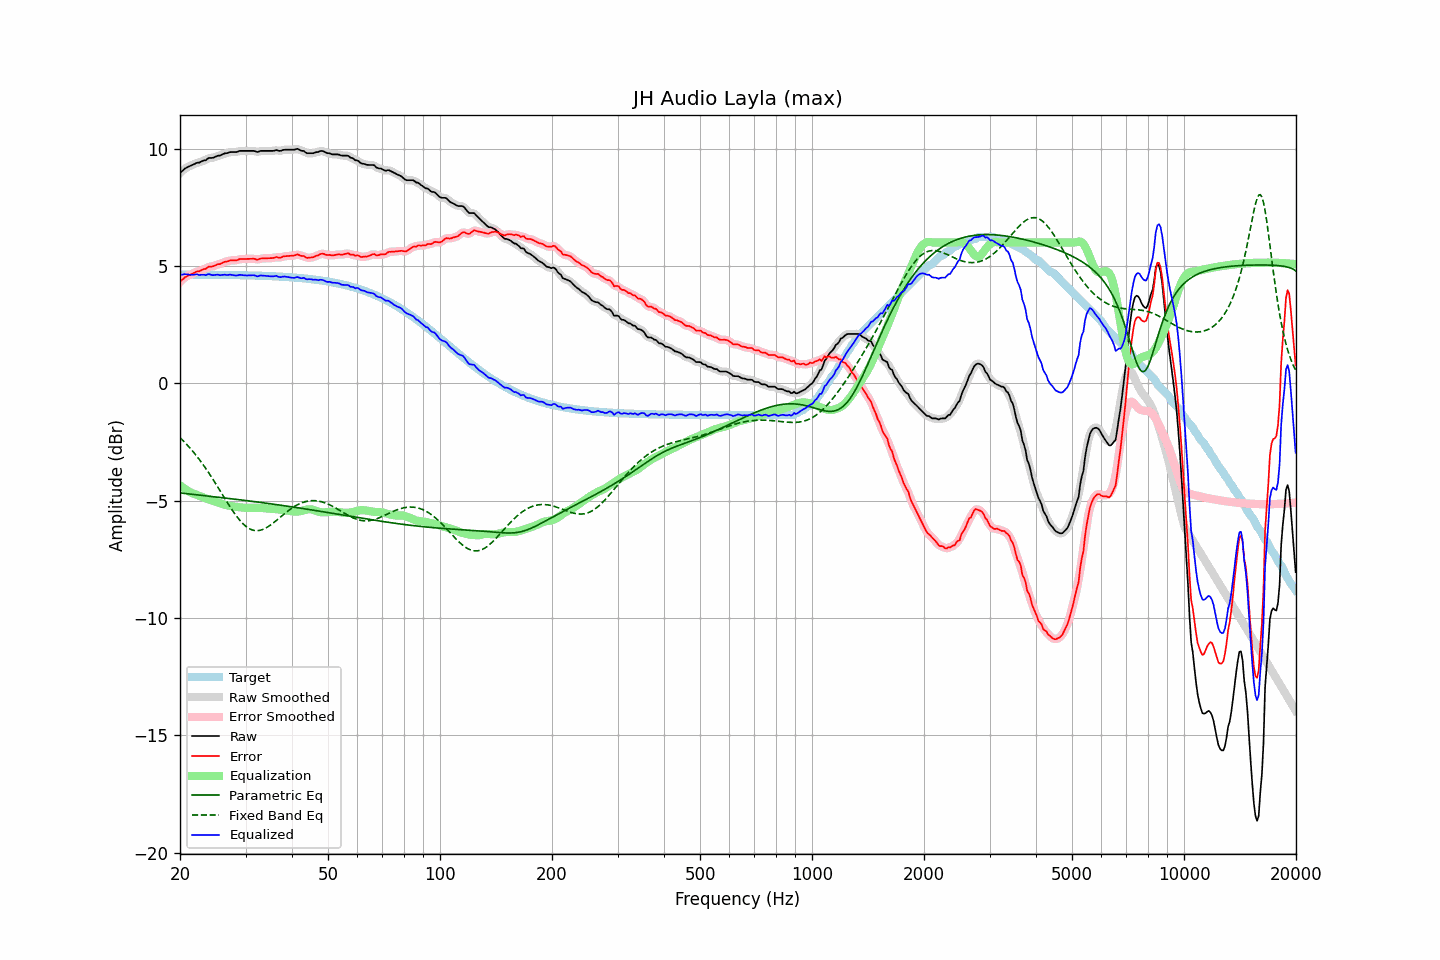 JH Audio Layla (max)
10
5
0
−5
−10
−15
−20
Amplitude (dBr)
Target
Raw Smoothed
Error Smoothed
Raw
Error
Equalization
Parametric Eq
Fixed Band Eq
Equalized
20 50 100 200 500 1000 2000 5000 10000 20000
Frequency (Hz)